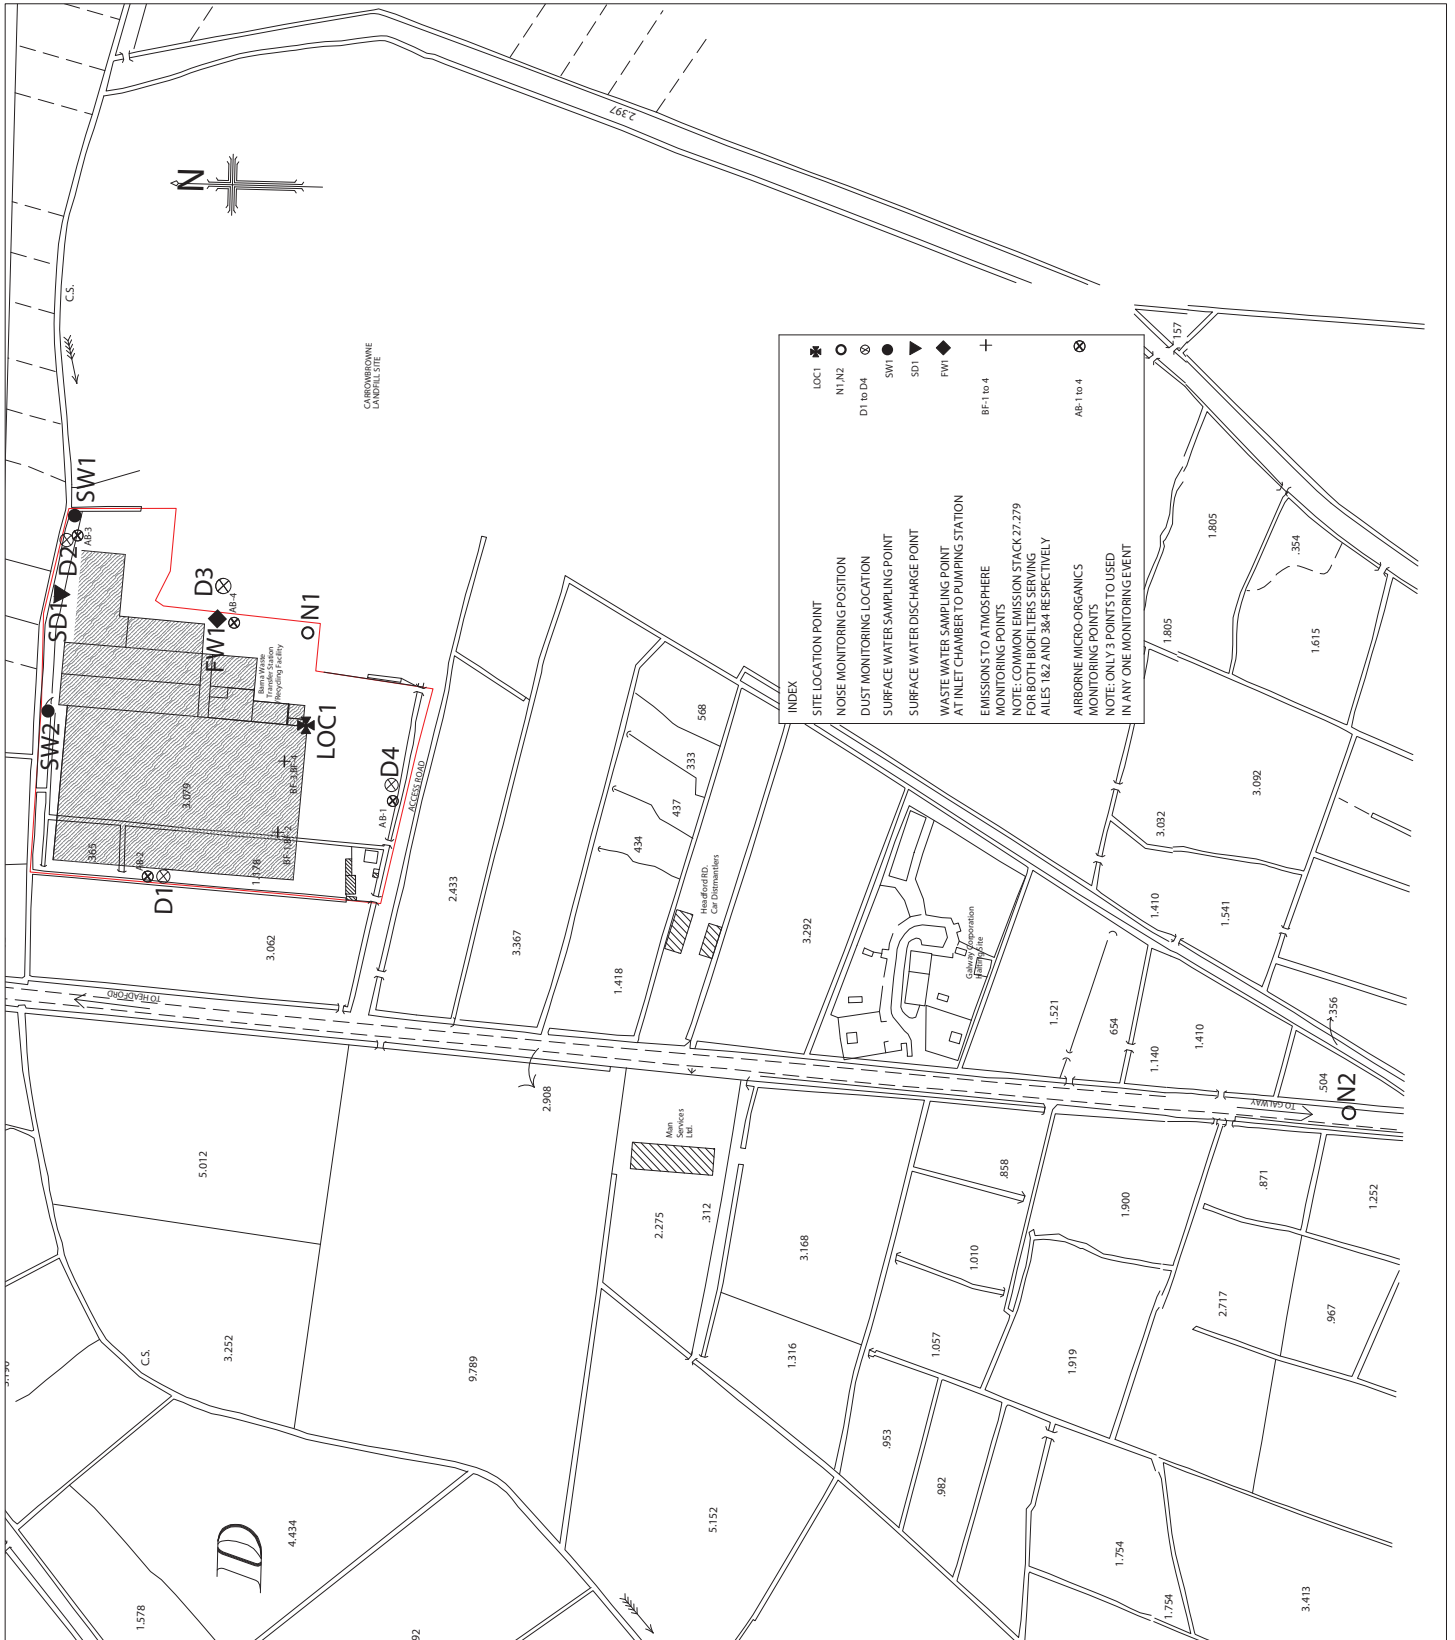 C.S.
2.397
N
CARROWBROWNE
LANDFILL SITE
SW1
D2
AB-3
SD1
D3
AB-4
FW1
N1
Barna Waste
Transfer Station
/Recycling Facility
SW2
LOC1
3.079
BF-3,BF-4
BF-1,BF-2
D4
AB-1
ACCESS ROAD
.365
AB-2
D1
1.178
3.062
TO HEADFORD
2.433
3.367
1.418
434
437
333
568
Headford RD.
Car Distmantlers
3.292
Galway Corporation
Halting Site
INDEX
SITE LOCATION POINT
LOC1
NOISE MONITORING POSITION
N1,N2
DUST MONITORING LOCATION
D1 to D4
SURFACE WATER SAMPLING POINT
SW1
SURFACE WATER DISCHARGE POINT
SD1
WASTE WATER SAMPLING POINT
AT INLET CHAMBER TO PUMPING STATION
FW1
EMISSIONS TO ATMOSPHERE
MONITORING POINTS
NOTE: COMMON EMISSION STACK 27.279
FOR BOTH BIOFILTERS SERVING
AILES 1&2 AND 3&4 RESPECTIVELY
BF-1 to 4
AIRBORNE MICRO-ORGANICS
MONITORING POINTS
NOTE: ONLY 3 POINTS TO USED
IN ANY ONE MONITORING EVENT
AB-1 to 4
.157
1.805
.354
1.805
1.615
3.092
3.032
1.410
1.541
1.521
654
1.140
1.410
.356
.504
N2
TO GALWAY
2.908
5.012
3.252
C.S.
9.789
Man
Services
Ltd.
2.275
.312
3.168
1.316
.858
1.010
1.057
1.900
1.919
.871
1.252
2.717
.967
.953
.982
5.152
1.754
1.754
3.413
D
4.434
1.578